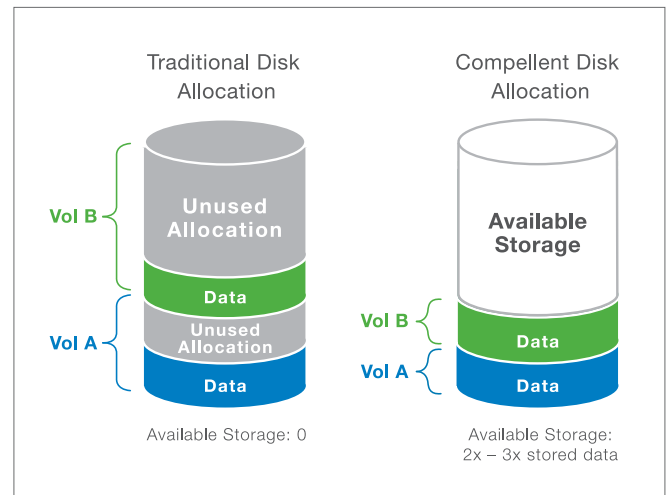 Traditional Disk
Allocation
Vol B
Unused
Allocation
Data
Vol A
Unused
Allocation
Data
Available Storage: 0
Compellent Disk
Allocation
Available
Storage
Vol B
Data
Vol A
Data
Available Storage:
2x – 3x stored data